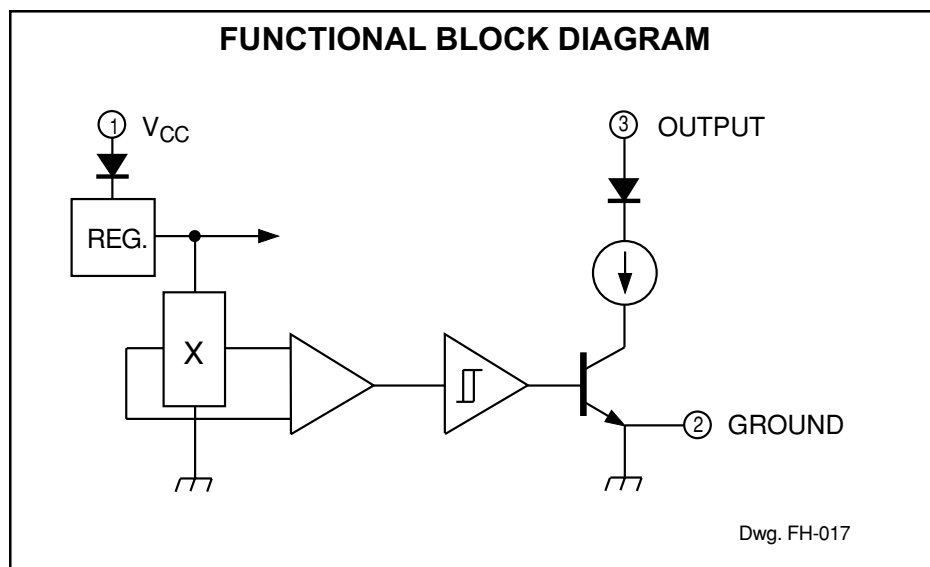 FUNCTIONAL BLOCK DIAGRAM
1 VCC
3 OUTPUT
REG.
X
2 GROUND
Dwg. FH-017